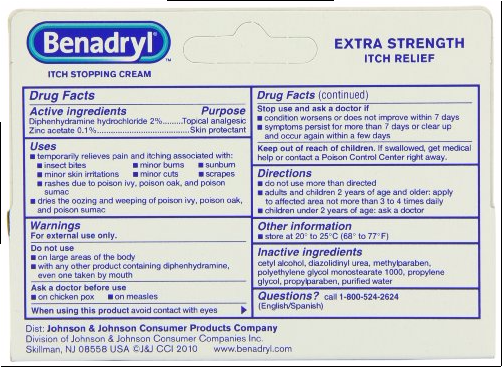 Benadryl™
ITCH STOPPING CREAM
EXTRA STRENGTH
ITCH RELIEF
Drug Facts
Active ingredients Purpose
Diphenhydramine hydrochloride 2%.........Topical analgesic
Zinc acetate 0.1%..............................Skin protectant
Uses
■ temporarily relieves pain and itching associated with:
■ insect bites ■ minor burns ■ sunburn
■ minor skin irritations ■ minor cuts ■ scrapes
■ rashes due to poison ivy, poison oak, and poison
sumac
■ dries the oozing and weeping of poison ivy, poison oak,
and poison sumac
Warnings
For external use only.
Do not use
■ on large areas of the body
■ with any other product containing diphenhydramine,
even one taken by mouth
Ask a doctor before use
■ on chicken pox ■ on measles
When using this product avoid contact with eyes
Drug Facts (continued)
Stop use and ask a doctor if
■ condition worsens or does not improve within 7 days
■ symptoms persist for more than 7 days or clear up
and occur again within a few days
Keep out of reach of children. If swallowed, get medical
help or contact a Poison Control Center right away.
Directions
■ do not use more than directed
■ adults and children 2 years of age and older: apply
to affected area not more than 3 to 4 times daily
■ children under 2 years of age: ask a doctor
Other information
■ store at 20° to 25°C (68° to 77°F)
Inactive ingredients
cetyl alcohol, diazolidinyl urea, methylparaben,
polyethylene glycol monostearate 1000, propylene
glycol, propylparaben, purified water
Questions? call 1-800-524-2624
(English/Spanish)
Dist: Johnson & Johnson Consumer Products Company
Division of Johnson & Johnson Consumer Companies Inc.
Skillman, NJ 08558 USA ©J&J CCI 2010 www.benadryl.com